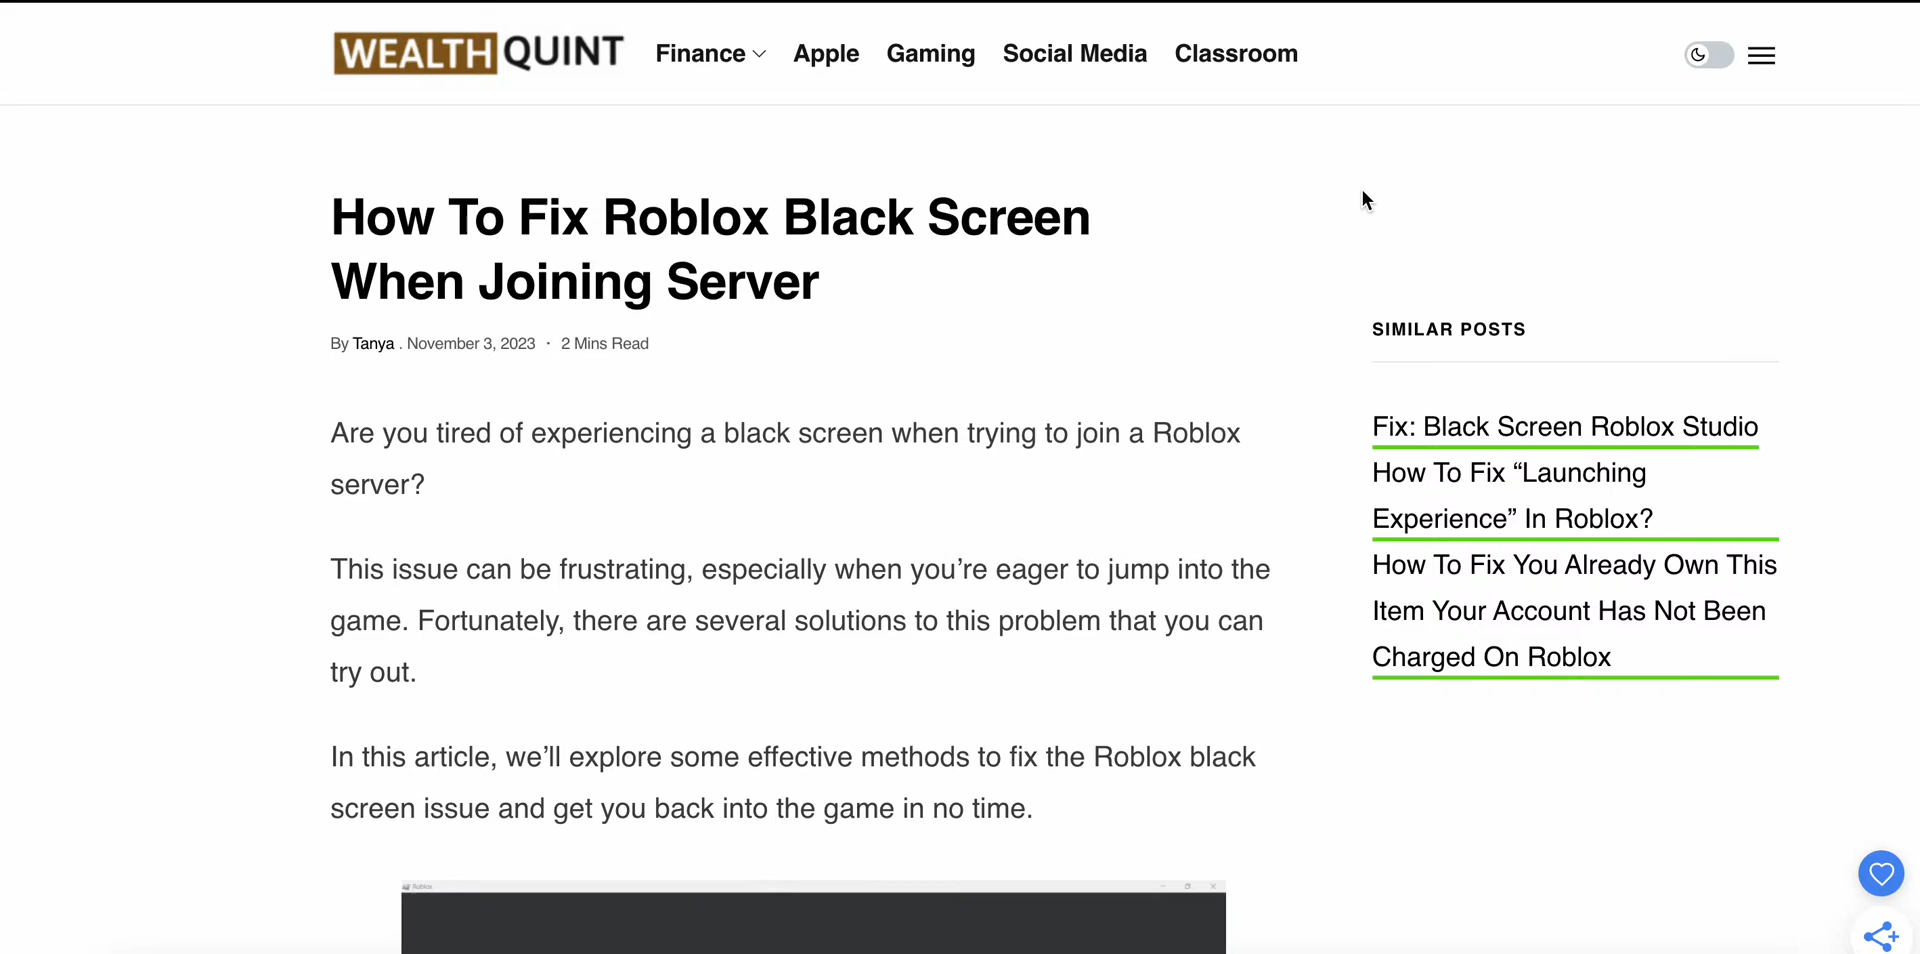 WEALTH QUINT
Finance Apple Gaming Social Media Classroom
How To Fix Roblox Black Screen
When Joining Server
By Tanya . November 3, 2023 · 2 Mins Read
Are you tired of experiencing a black screen when trying to join a Roblox
server?
This issue can be frustrating, especially when you’re eager to jump into the
game. Fortunately, there are several solutions to this problem that you can
try out.
In this article, we’ll explore some effective methods to fix the Roblox black
screen issue and get you back into the game in no time.
Roblox
SIMILAR POSTS
Fix: Black Screen Roblox Studio
How To Fix “Launching
Experience” In Roblox?
How To Fix You Already Own This
Item Your Account Has Not Been
Charged On Roblox